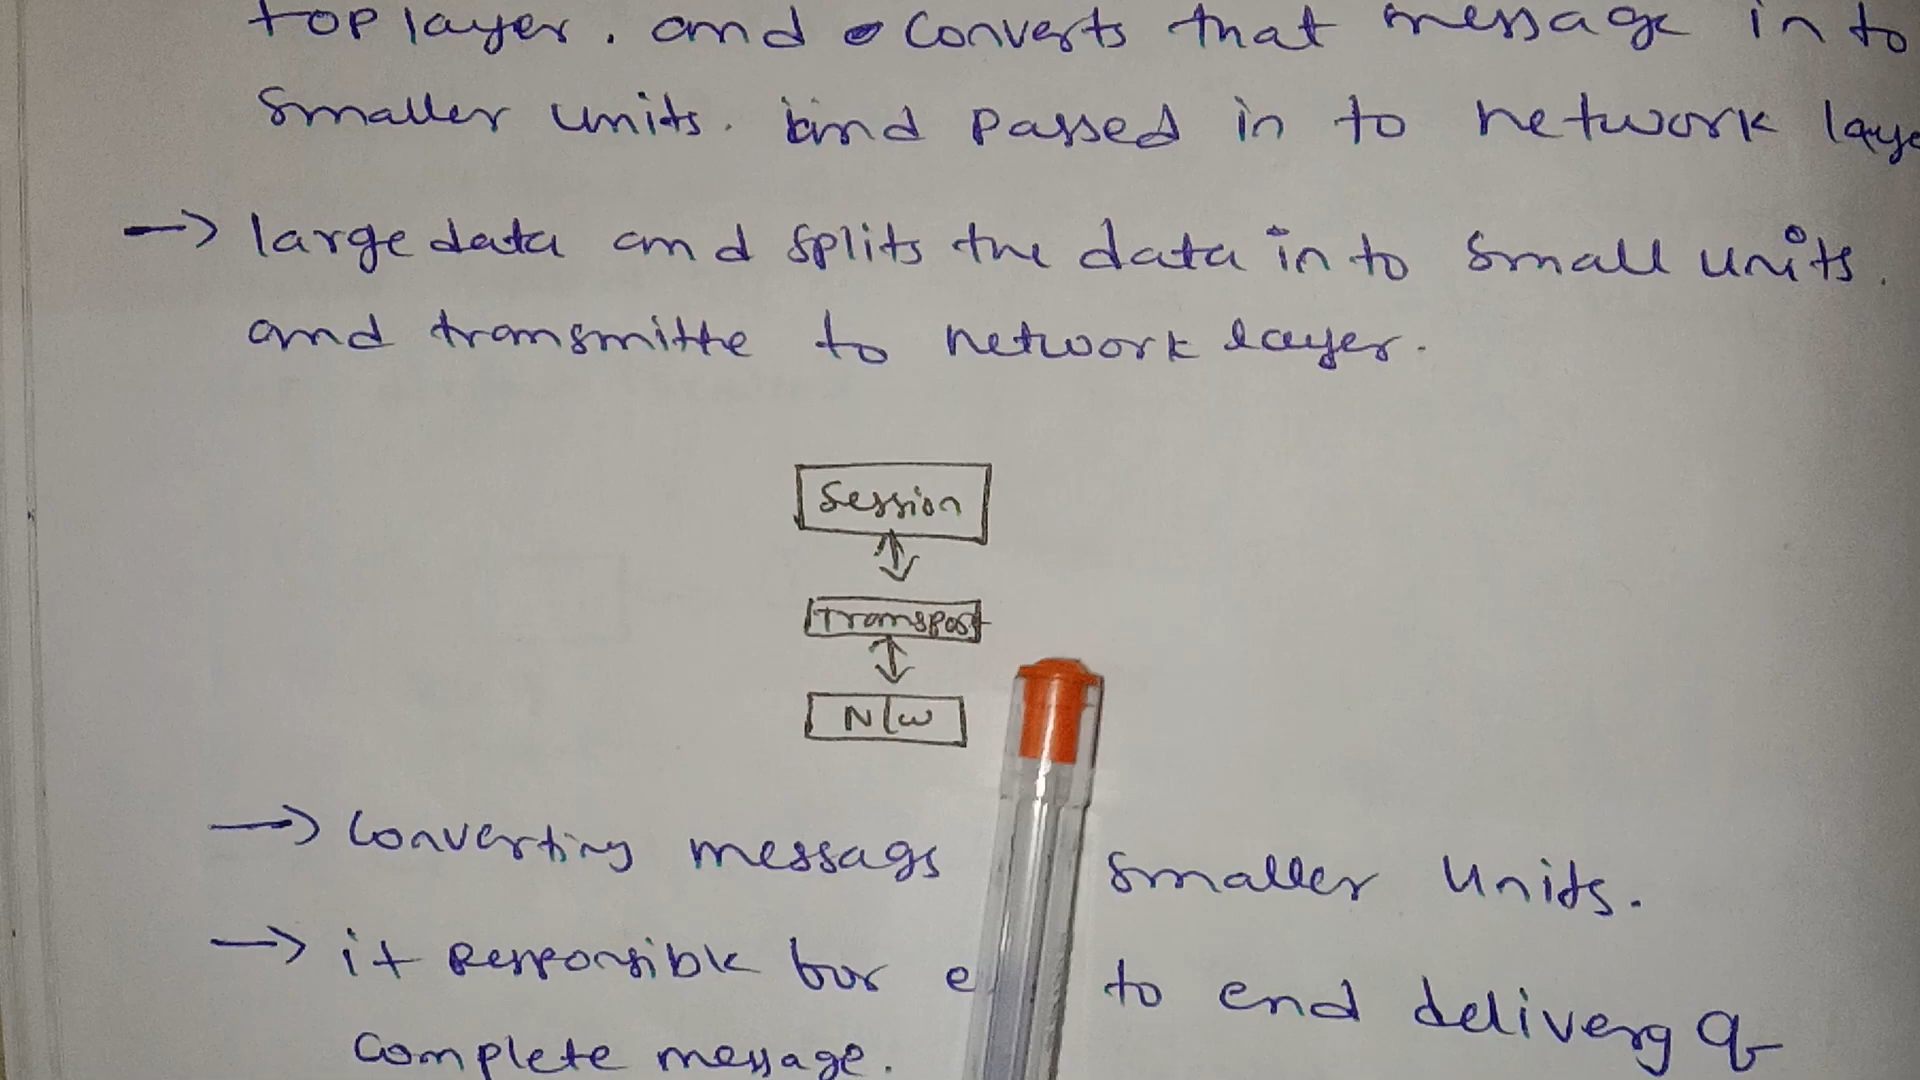 top layer. and converts that message in to
smaller units. and passed in to network laye
→ large data and splits the data in to small units.
and transmitte to network layer.
Session
Transport
N/w
→ Converting messags smaller units.
→ it Responsible for e to end delivery of
complete message.